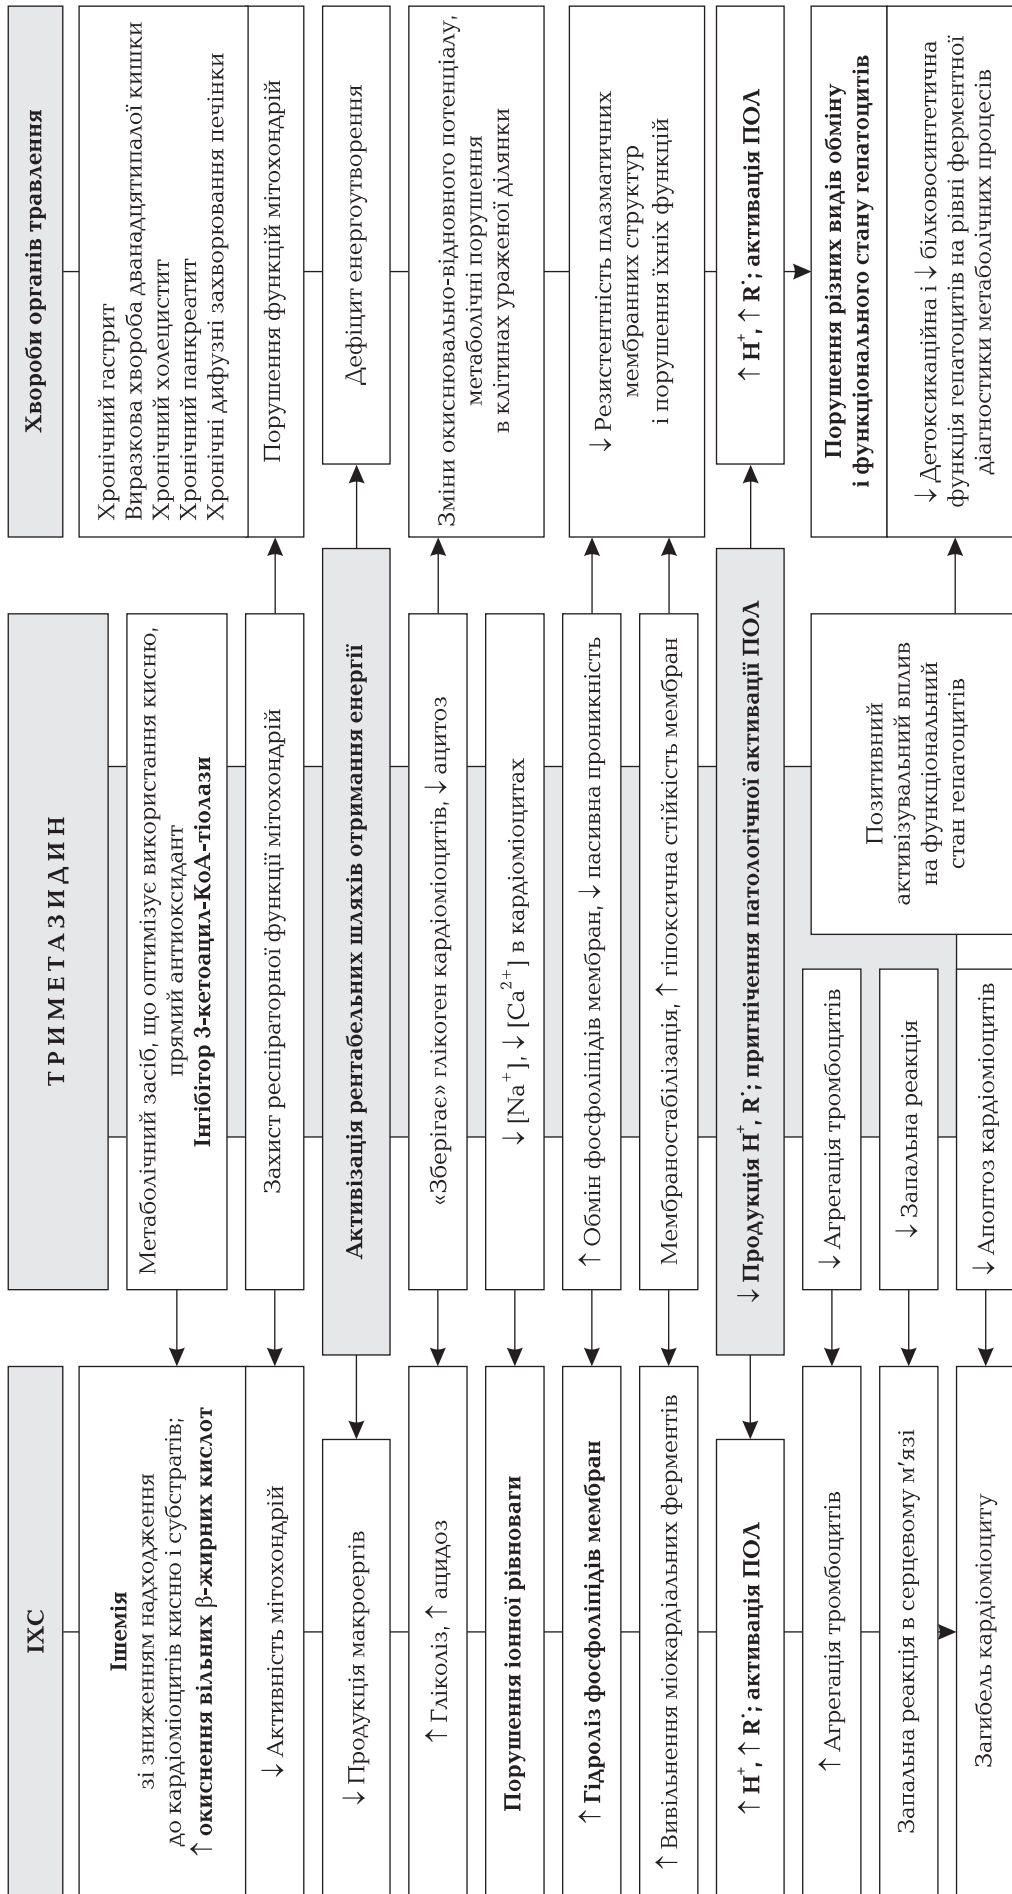 ІХС
Ішемія
зі зниженням надходження
до кардіоміоцитів кисню і субстратів;
↑ окиснення вільних β-жирних кислот
↓ Активність мітохондрій
↓ Продукція макроергів
↑ Гліколіз, ↑ ацидоз
Порушення іонної рівноваги
↑ Гідроліз фосфоліпідів мембран
↑ Вивільнення міокардіальних ферментів
↑ H⁺, ↑ R˙; активація ПОЛ
↑ Агрегація тромбоцитів
Запальна реакція в серцевому м'язі
Загибель кардіоміоциту
ТРИМЕТАЗИДИН
Метаболічний засіб, що оптимізує використання кисню,
прямий антиоксидант
Інгібітор 3-кетоацил-КоА-тіолази
Захист респіраторної функції мітохондрій
Активізація рентабельних шляхів отримання енергії
«Зберігає» глікоген кардіоміоцитів, ↓ ацитоз
↓ [Na⁺], ↓ [Ca²⁺] в кардіоміоцитах
↑ Обмін фосфоліпідів мембран, ↓ пасивна проникність
Мембраностабілізація, ↑ гіпоксична стійкість мембран
↓ Продукція H⁺, R˙; пригнічення патологічної активації ПОЛ
↓ Агрегація тромбоцитів
↓ Запальна реакція
↓ Апоптоз кардіоміоцитів
Позитивний
активізувальний вплив
на функціональний
стан гепатоцитів
Хвороби органів травлення
Хронічний гастрит
Виразкова хвороба дванадцятипалої кишки
Хронічний холецистит
Хронічний панкреатит
Хронічні дифузні захворювання печінки
Порушення функцій мітохондрій
Дефіцит енергоутворення
Зміни окиснювально-відновного потенціалу,
метаболічні порушення
в клітинах ураженої ділянки
↓ Резистентність плазматичних
мембранних структур
і порушення їхніх функцій
↑ H⁺, ↑ R˙; активація ПОЛ
Порушення різних видів обміну
і функціонального стану гепатоцитів
↓ Детоксикаційна і ↓ білковосинтетична
функція гепатоцитів на рівні ферментної
діагностики метаболічних процесів